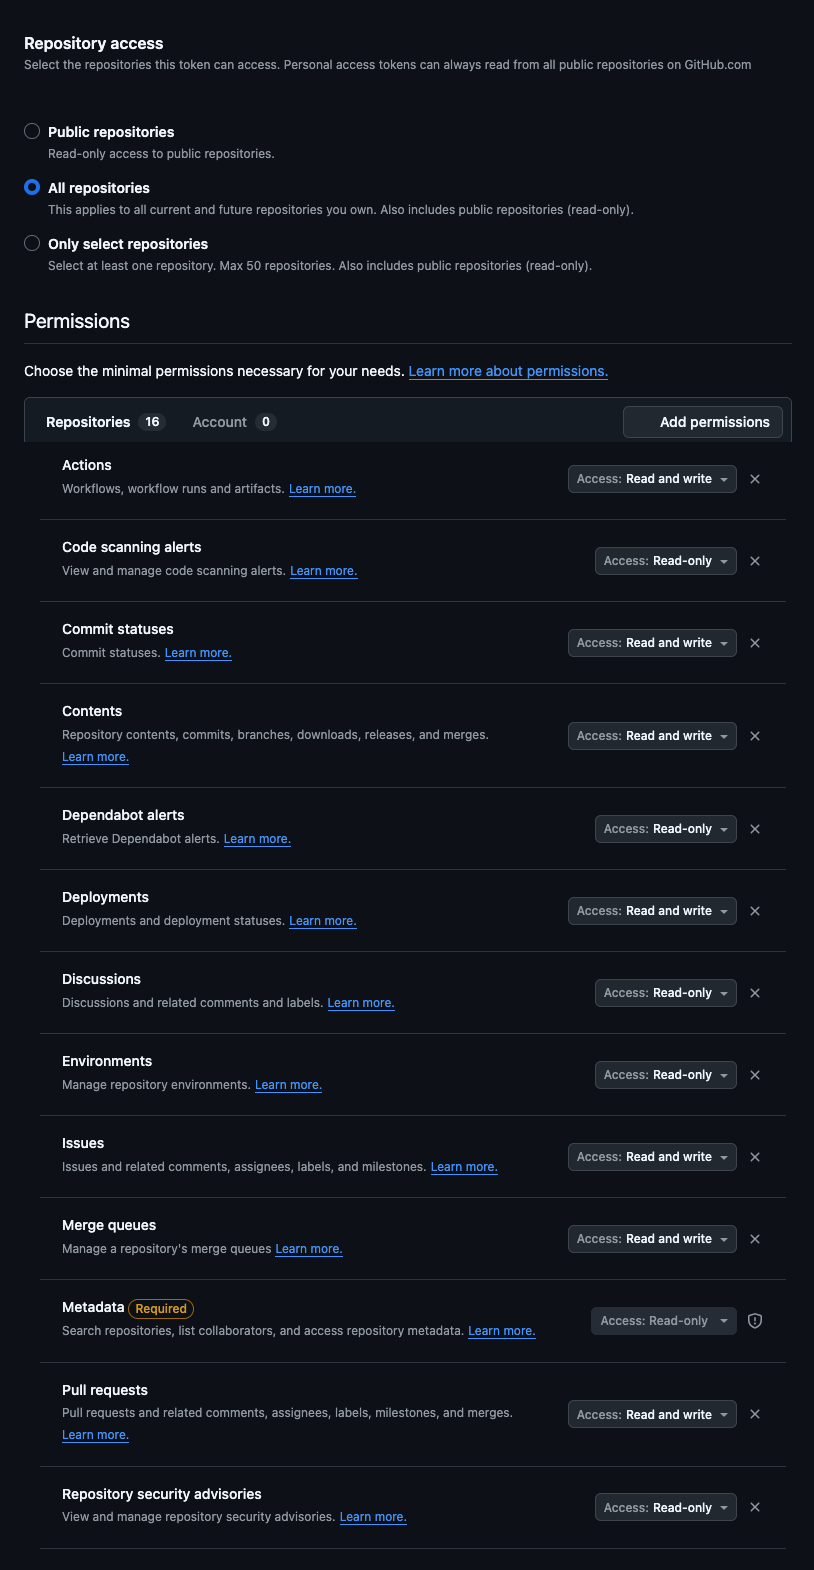 Repository access
Select the repositories this token can access. Personal access tokens can always read from all public repositories on GitHub.com
Public repositories
Read-only access to public repositories.
All repositories
This applies to all current and future repositories you own. Also includes public repositories (read-only).
Only select repositories
Select at least one repository. Max 50 repositories. Also includes public repositories (read-only).
Permissions
Choose the minimal permissions necessary for your needs. Learn more about permissions.
Repositories 16 Account 0 Add permissions
Actions
Workflows, workflow runs and artifacts. Learn more.
Access: Read and write
Code scanning alerts
View and manage code scanning alerts. Learn more.
Access: Read-only
Commit statuses
Commit statuses. Learn more.
Access: Read and write
Contents
Repository contents, commits, branches, downloads, releases, and merges.
Learn more.
Access: Read and write
Dependabot alerts
Retrieve Dependabot alerts. Learn more.
Access: Read-only
Deployments
Deployments and deployment statuses. Learn more.
Access: Read and write
Discussions
Discussions and related comments and labels. Learn more.
Access: Read-only
Environments
Manage repository environments. Learn more.
Access: Read-only
Issues
Issues and related comments, assignees, labels, and milestones. Learn more.
Access: Read and write
Merge queues
Manage a repository's merge queues Learn more.
Access: Read and write
Metadata Required
Search repositories, list collaborators, and access repository metadata. Learn more.
Access: Read-only
Pull requests
Pull requests and related comments, assignees, labels, milestones, and merges.
Learn more.
Access: Read and write
Repository security advisories
View and manage repository security advisories. Learn more.
Access: Read-only